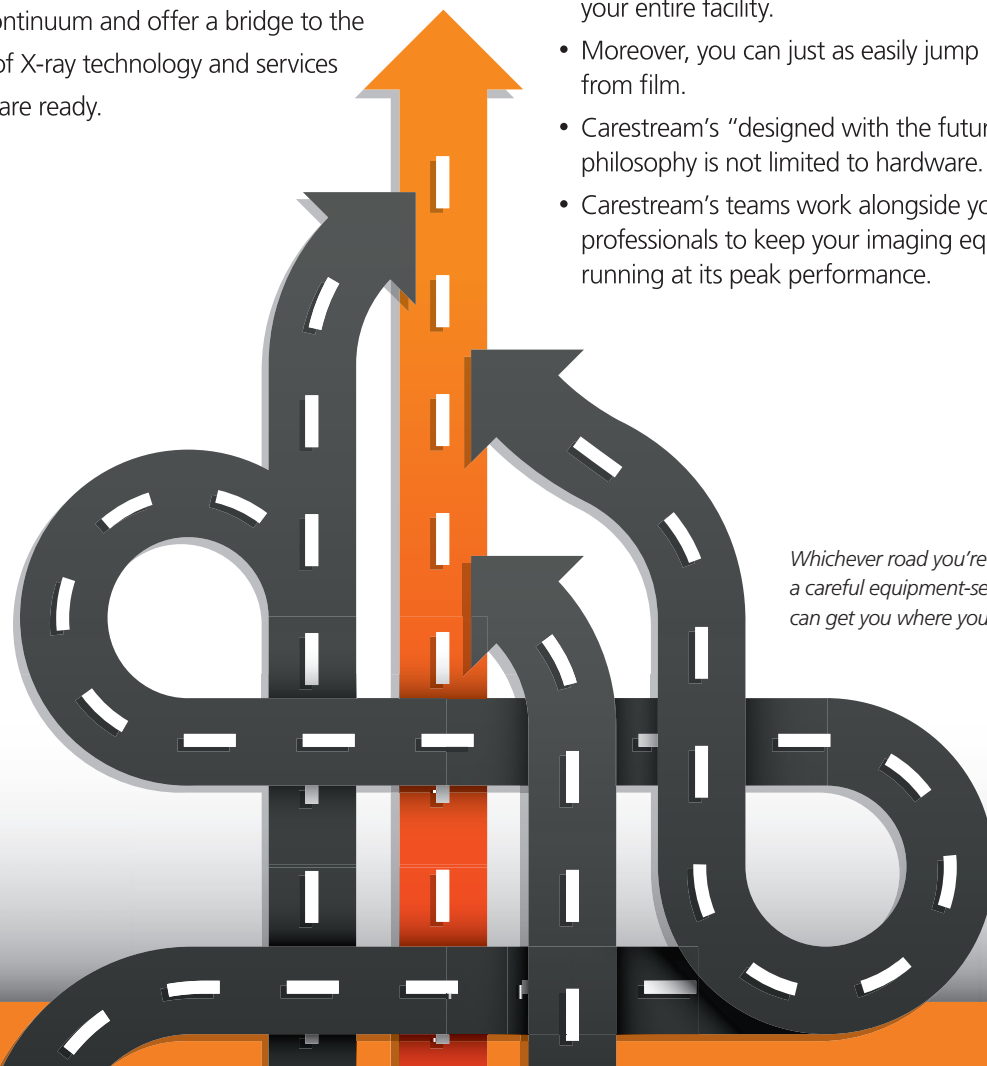 ontinuum and offer a bridge to the
of X-ray technology and services
are ready.
your entire facility.
• Moreover, you can just as easily jump
from film.
• Carestream’s “designed with the futur
philosophy is not limited to hardware.
• Carestream’s teams work alongside yo
professionals to keep your imaging eq
running at its peak performance.
Whichever road you’re
a careful equipment-se
can get you where you